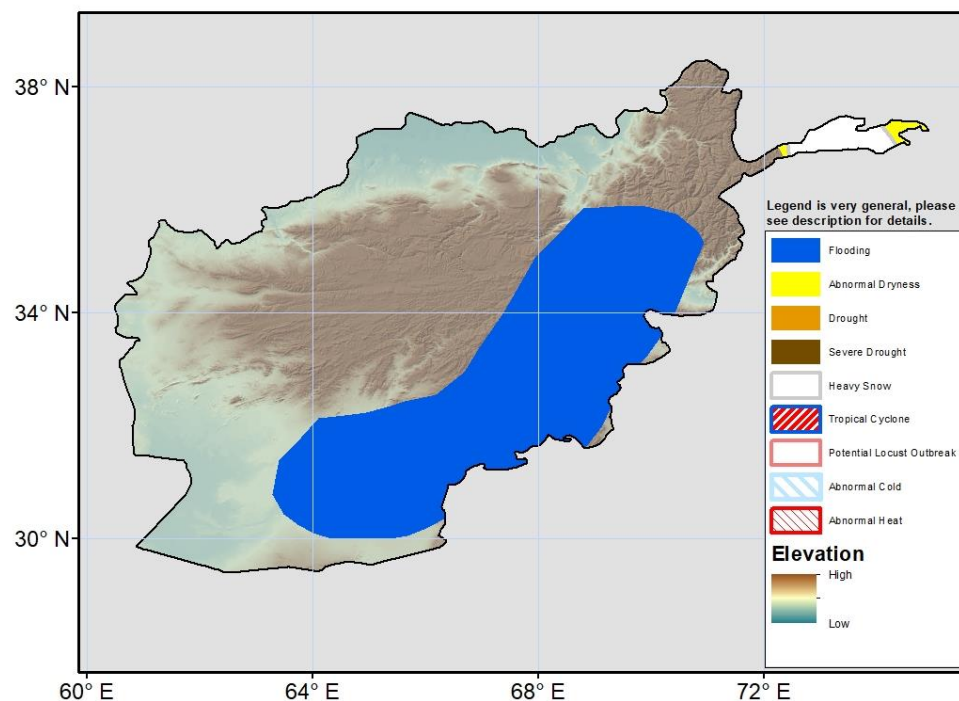 38° N
34° N
30° N
60° E
64° E
68° E
72° E
Legend is very general, please
see description for details.
Flooding
Abnormal Dryness
Drought
Severe Drought
Heavy Snow
Tropical Cyclone
Potential Locust Outbreak
Abnormal Cold
Abnormal Heat
Elevation
High
Low